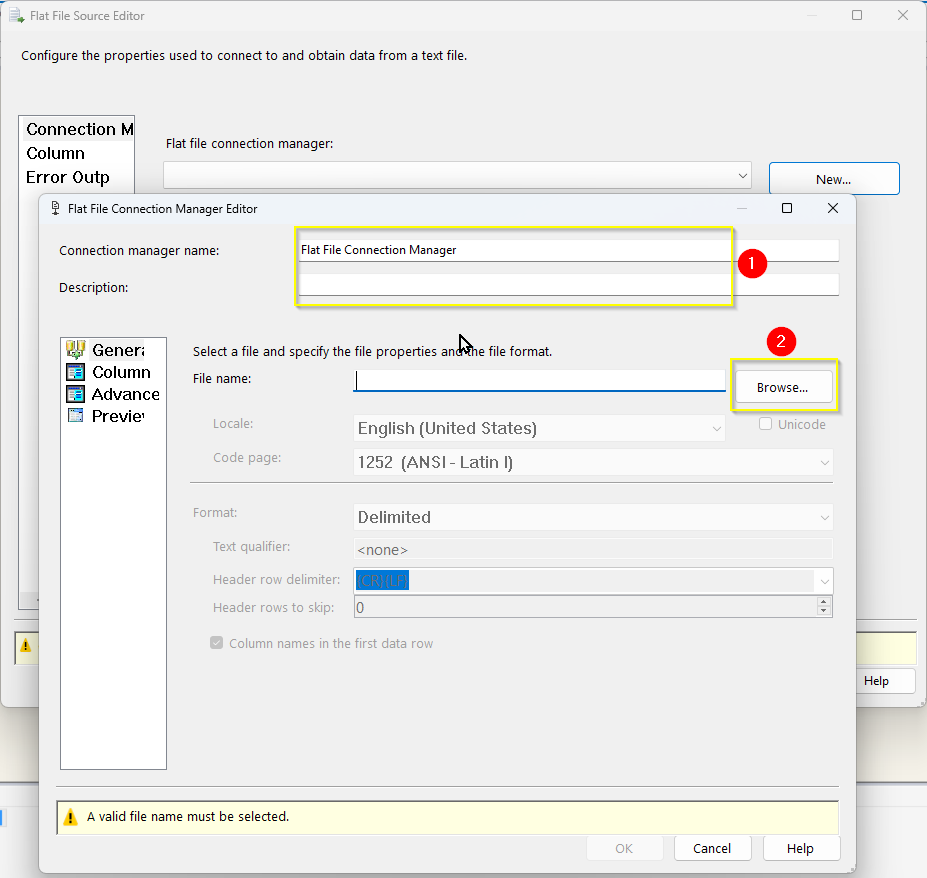 Flat File Source Editor
Configure the properties used to connect to and obtain data from a text file.
Connection M
Column
Error Outp
Flat file connection manager:
New...
Flat File Connection Manager Editor
Connection manager name:
Flat File Connection Manager
1
Description:
Genera
Column
Advance
Preview
Select a file and specify the file properties and the file format.
2
File name:
Browse...
Locale:
English (United States)
Unicode
Code page:
1252 (ANSI - Latin I)
Format:
Delimited
Text qualifier:
<none>
Header row delimiter:
{CR}{LF}
Header rows to skip:
0
Column names in the first data row
Help
A valid file name must be selected.
OK
Cancel
Help